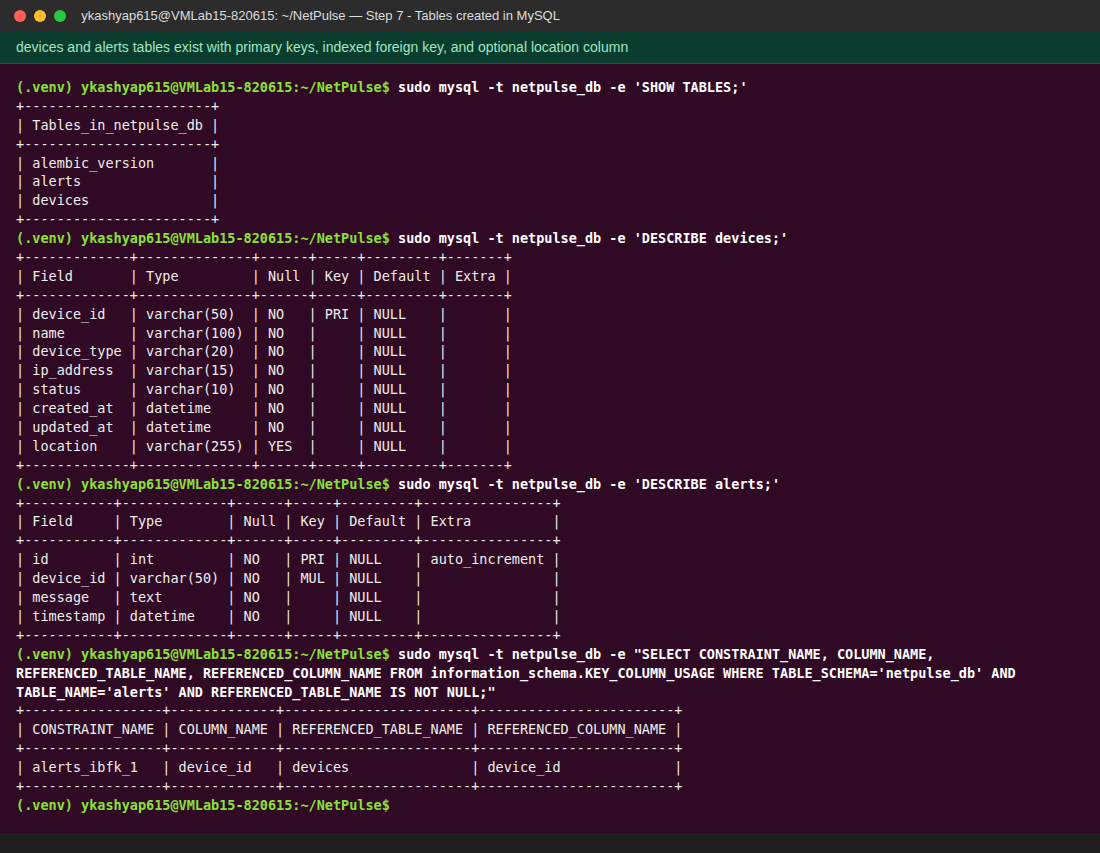 ykashyap615@VMLab15-820615: ~/NetPulse — Step 7 - Tables created in MySQL
devices and alerts tables exist with primary keys, indexed foreign key, and optional location column
(.venv) ykashyap615@VMLab15-820615:~/NetPulse$ sudo mysql -t netpulse_db -e 'SHOW TABLES;'
+-----------------------+
| Tables_in_netpulse_db |
+-----------------------+
| alembic_version       |
| alerts                |
| devices               |
+-----------------------+
(.venv) ykashyap615@VMLab15-820615:~/NetPulse$ sudo mysql -t netpulse_db -e 'DESCRIBE devices;'
+-------------+--------------+------+-----+---------+-------+
| Field       | Type         | Null | Key | Default | Extra |
+-------------+--------------+------+-----+---------+-------+
| device_id   | varchar(50)  | NO   | PRI | NULL    |       |
| name        | varchar(100) | NO   |     | NULL    |       |
| device_type | varchar(20)  | NO   |     | NULL    |       |
| ip_address  | varchar(15)  | NO   |     | NULL    |       |
| status      | varchar(10)  | NO   |     | NULL    |       |
| created_at  | datetime     | NO   |     | NULL    |       |
| updated_at  | datetime     | NO   |     | NULL    |       |
| location    | varchar(255) | YES  |     | NULL    |       |
+-------------+--------------+------+-----+---------+-------+
(.venv) ykashyap615@VMLab15-820615:~/NetPulse$ sudo mysql -t netpulse_db -e 'DESCRIBE alerts;'
+-----------+-------------+------+-----+---------+----------------+
| Field     | Type        | Null | Key | Default | Extra          |
+-----------+-------------+------+-----+---------+----------------+
| id        | int         | NO   | PRI | NULL    | auto_increment |
| device_id | varchar(50) | NO   | MUL | NULL    |                |
| message   | text        | NO   |     | NULL    |                |
| timestamp | datetime    | NO   |     | NULL    |                |
+-----------+-------------+------+-----+---------+----------------+
(.venv) ykashyap615@VMLab15-820615:~/NetPulse$ sudo mysql -t netpulse_db -e "SELECT CONSTRAINT_NAME, COLUMN_NAME,
REFERENCED_TABLE_NAME, REFERENCED_COLUMN_NAME FROM information_schema.KEY_COLUMN_USAGE WHERE TABLE_SCHEMA='netpulse_db' AND
TABLE_NAME='alerts' AND REFERENCED_TABLE_NAME IS NOT NULL;"
+-----------------+-------------+-----------------------+------------------------+
| CONSTRAINT_NAME | COLUMN_NAME | REFERENCED_TABLE_NAME | REFERENCED_COLUMN_NAME |
+-----------------+-------------+-----------------------+------------------------+
| alerts_ibfk_1   | device_id   | devices               | device_id              |
+-----------------+-------------+-----------------------+------------------------+
(.venv) ykashyap615@VMLab15-820615:~/NetPulse$